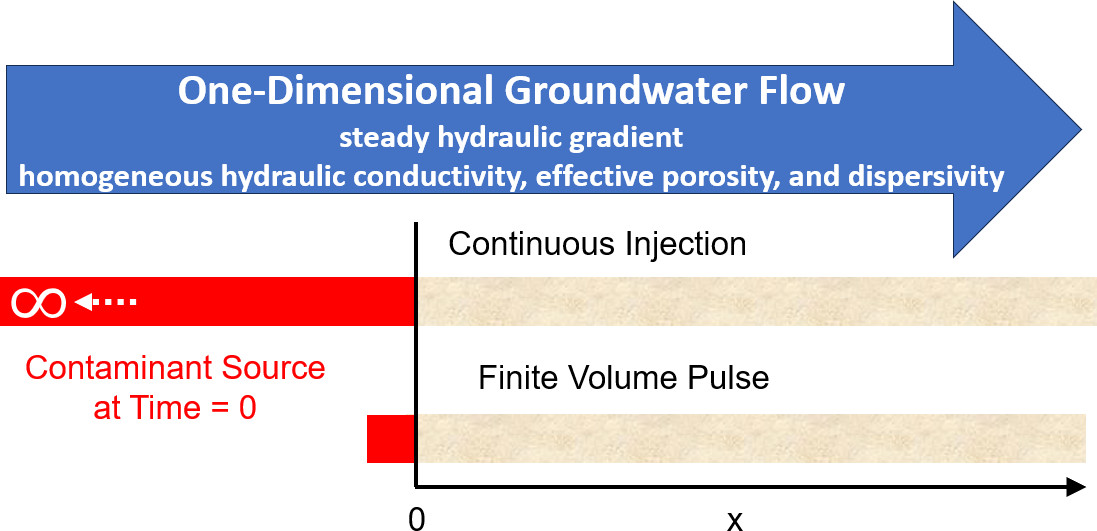 One-Dimensional Groundwater Flow
steady hydraulic gradient
homogeneous hydraulic conductivity, effective porosity, and dispersivity
Continuous Injection
∞
Contaminant Source
at Time = 0
Finite Volume Pulse
0
x